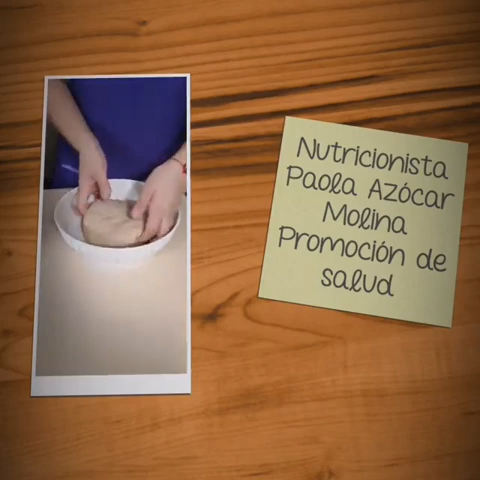 Nutricionista
Paola Azócar
Molina
Promoción de
salud